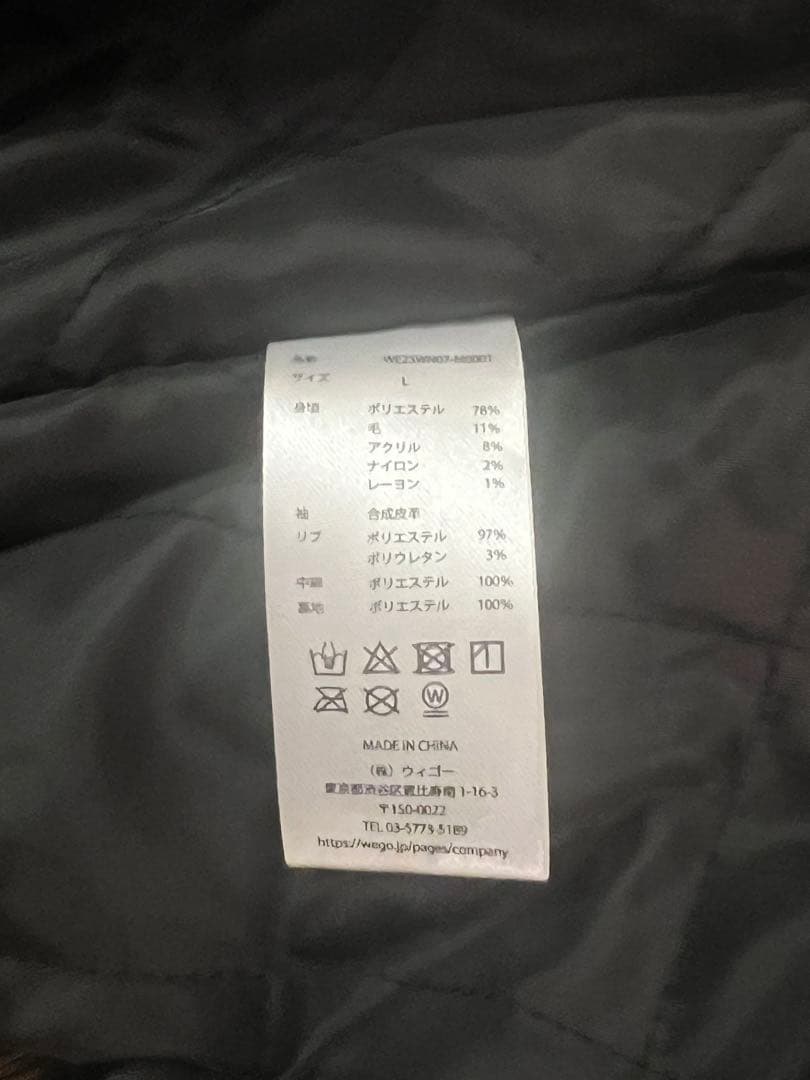 品番 WE23WN07-M0001
サイズ L
身頃 ポリエステル 78%
毛 11%
アクリル 8%
ナイロン 2%
レーヨン 1%
袖 合成皮革
リブ ポリエステル 97%
ポリウレタン 3%
中綿 ポリエステル 100%
裏地 ポリエステル 100%
W
MADE IN CHINA
(株) ウィゴー
東京都渋谷区恵比寿南 1-16-3
〒150-0022
TEL 03-5773-5189
https://wego.jp/pages/company